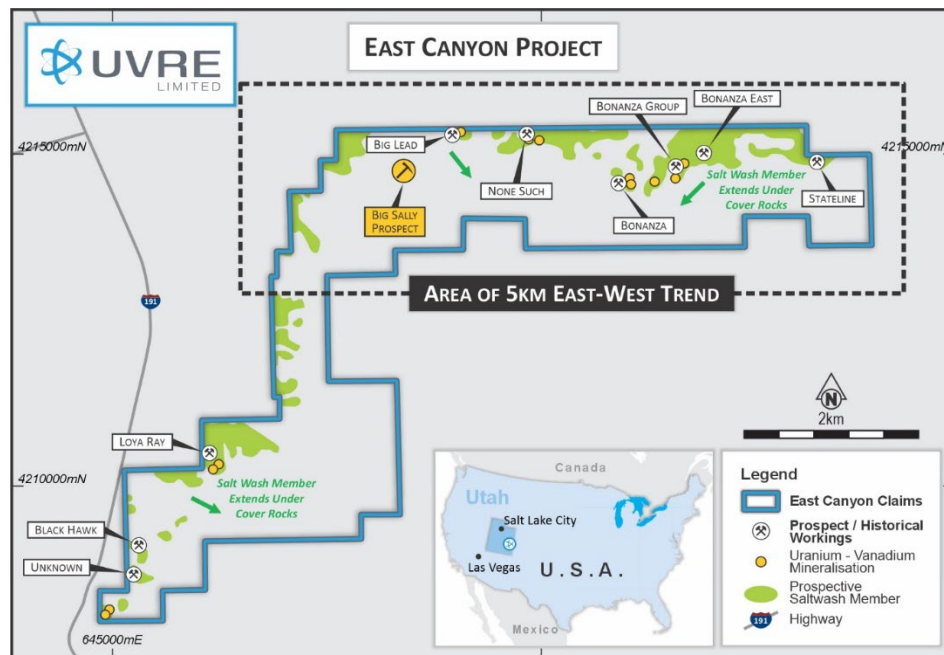 UVRE
LIMITED
EAST CANYON PROJECT
BONANZA GROUP
BONANZA EAST
BIG LEAD
4215000mN
4215000mN
NONE SUCH
Salt Wash Member
Extends Under
Cover Rocks
STATELINE
BIG SALLY
PROSPECT
BONANZA
AREA OF 5KM EAST-WEST TREND
191
N
2km
LOYA RAY
4210000mN
Salt Wash Member
Extends Under
Cover Rocks
BLACK HAWK
UNKNOWN
645000mE
Canada
Utah
Salt Lake City
Las Vegas
U.S.A.
Mexico
Legend
East Canyon Claims
Prospect / Historical
Workings
Uranium - Vanadium
Mineralisation
Prospective
Saltwash Member
191
Highway